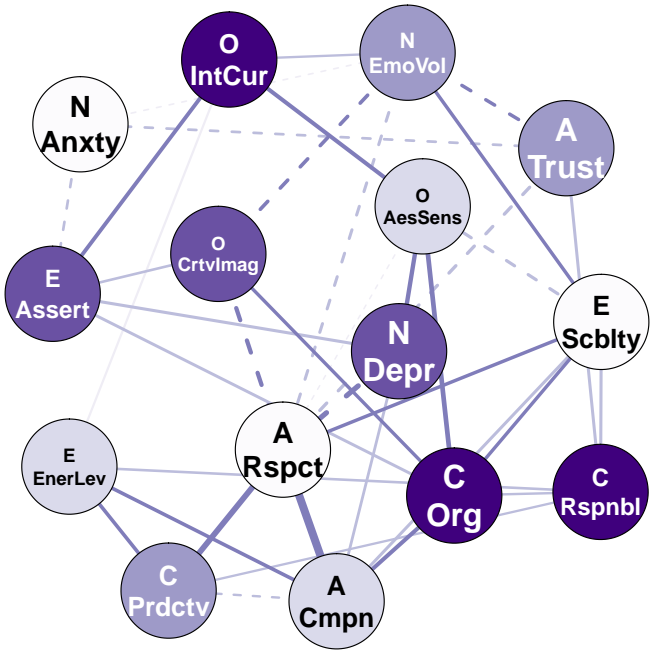 O
IntCur
N
EmoVol
N
Anxty
A
Trust
O
AesSens
O
CrtvImag
E
Assert
E
Scblty
N
Depr
A
Rspct
E
EnerLev
C
Org
C
Rspnbl
C
Prdctv
A
Cmpn